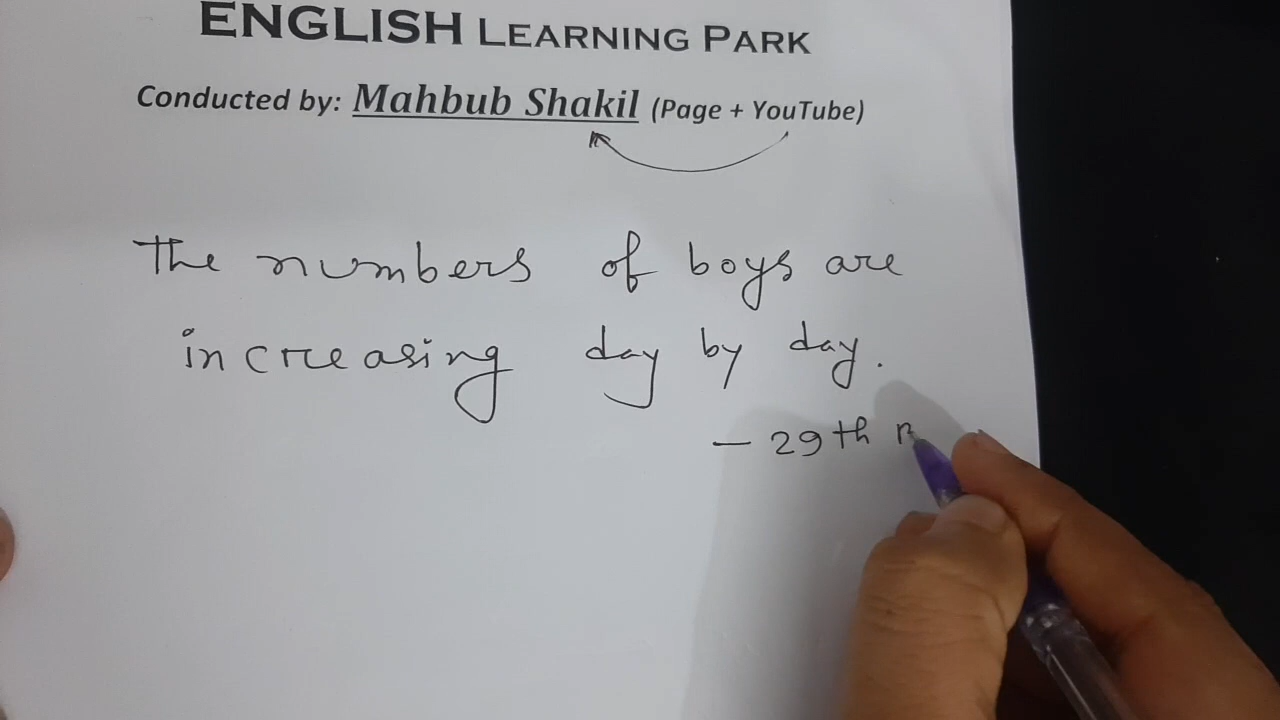 ENGLISH LEARNING PARK
Conducted by: Mahbub Shakil (Page + YouTube)
The numbers of boys are
increasing day by day.
— 29th